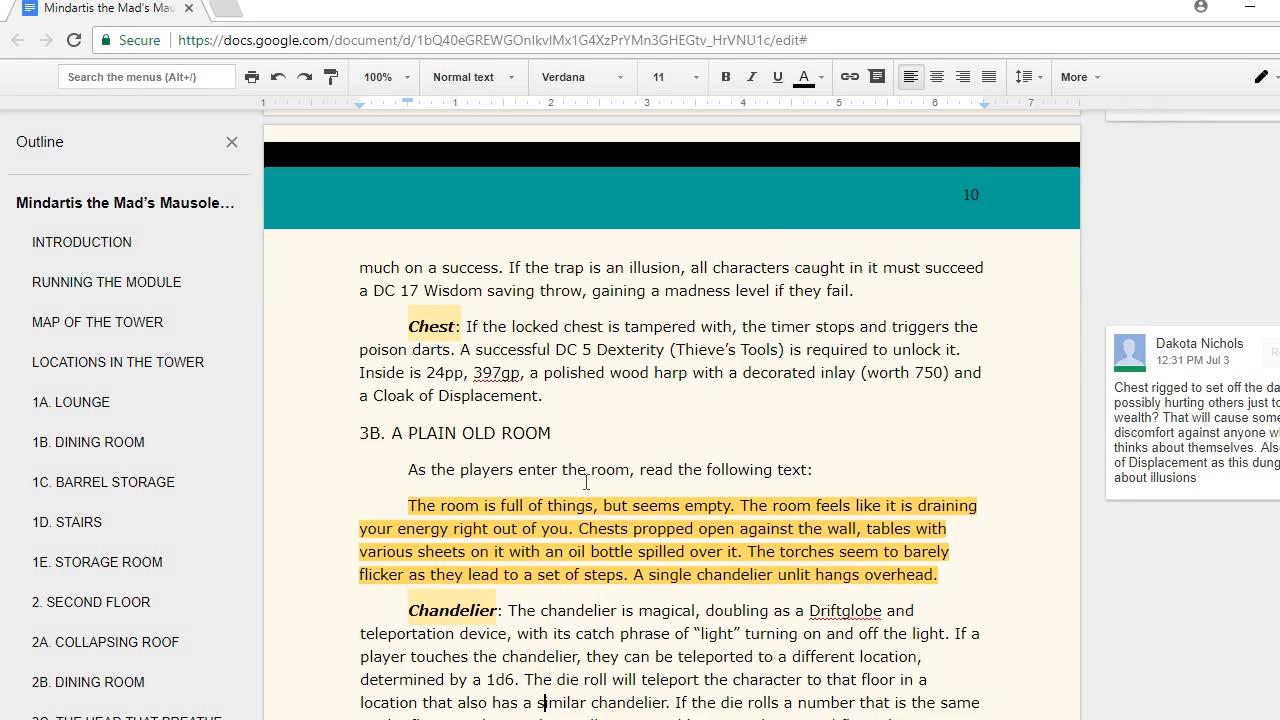 Mindartis the Mad's Mau
Secure https://docs.google.com/document/d/1bQ40eGREWGOnIkvIMx1G4XzPrYMn3GHEGtv_HrVNU1c/edit#
Search the menus (Alt+/) 100% Normal text Verdana 11 B I U A More
1 1 2 3 4 5 6 7
Outline
Mindartis the Mad's Mausole...
INTRODUCTION
RUNNING THE MODULE
MAP OF THE TOWER
LOCATIONS IN THE TOWER
1A. LOUNGE
1B. DINING ROOM
1C. BARREL STORAGE
1D. STAIRS
1E. STORAGE ROOM
2. SECOND FLOOR
2A. COLLAPSING ROOF
2B. DINING ROOM
2C. THE HEAD THAT BREATHE
10
much on a success. If the trap is an illusion, all characters caught in it must succeed
a DC 17 Wisdom saving throw, gaining a madness level if they fail.
Chest: If the locked chest is tampered with, the timer stops and triggers the
poison darts. A successful DC 5 Dexterity (Thieve's Tools) is required to unlock it.
Inside is 24pp, 397gp, a polished wood harp with a decorated inlay (worth 750) and
a Cloak of Displacement.
3B. A PLAIN OLD ROOM
As the players enter the room, read the following text:
The room is full of things, but seems empty. The room feels like it is draining
your energy right out of you. Chests propped open against the wall, tables with
various sheets on it with an oil bottle spilled over it. The torches seem to barely
flicker as they lead to a set of steps. A single chandelier unlit hangs overhead.
Chandelier: The chandelier is magical, doubling as a Driftglobe and
teleportation device, with its catch phrase of "light" turning on and off the light. If a
player touches the chandelier, they can be teleported to a different location,
determined by a 1d6. The die roll will teleport the character to that floor in a
location that also has a similar chandelier. If the die rolls a number that is the same
Dakota Nichols
12:31 PM Jul 3
Chest rigged to set off the da
possibly hurting others just to
wealth? That will cause some
discomfort against anyone w
thinks about themselves. Als
of Displacement as this dung
about illusions